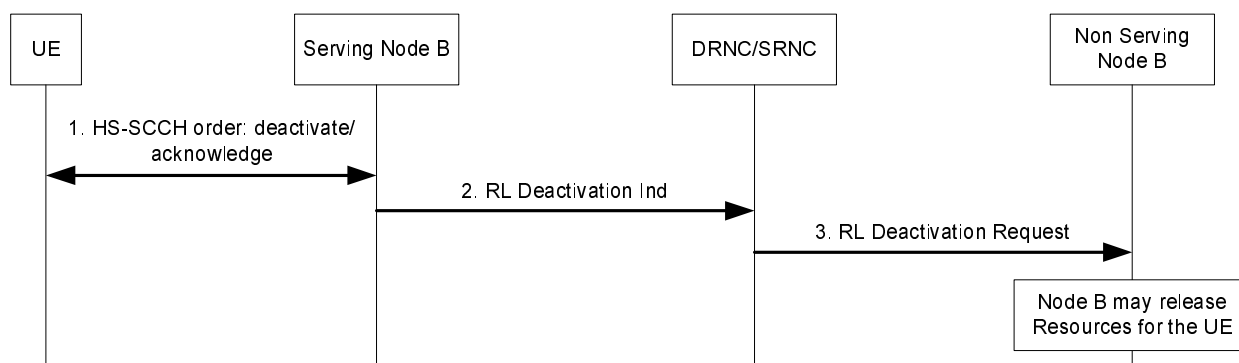 UE
Serving Node B
DRNC/SRNC
Non Serving
Node B
1. HS-SCCH order: deactivate/
acknowledge
2. RL Deactivation Ind
3. RL Deactivation Request
Node B may release
Resources for the UE